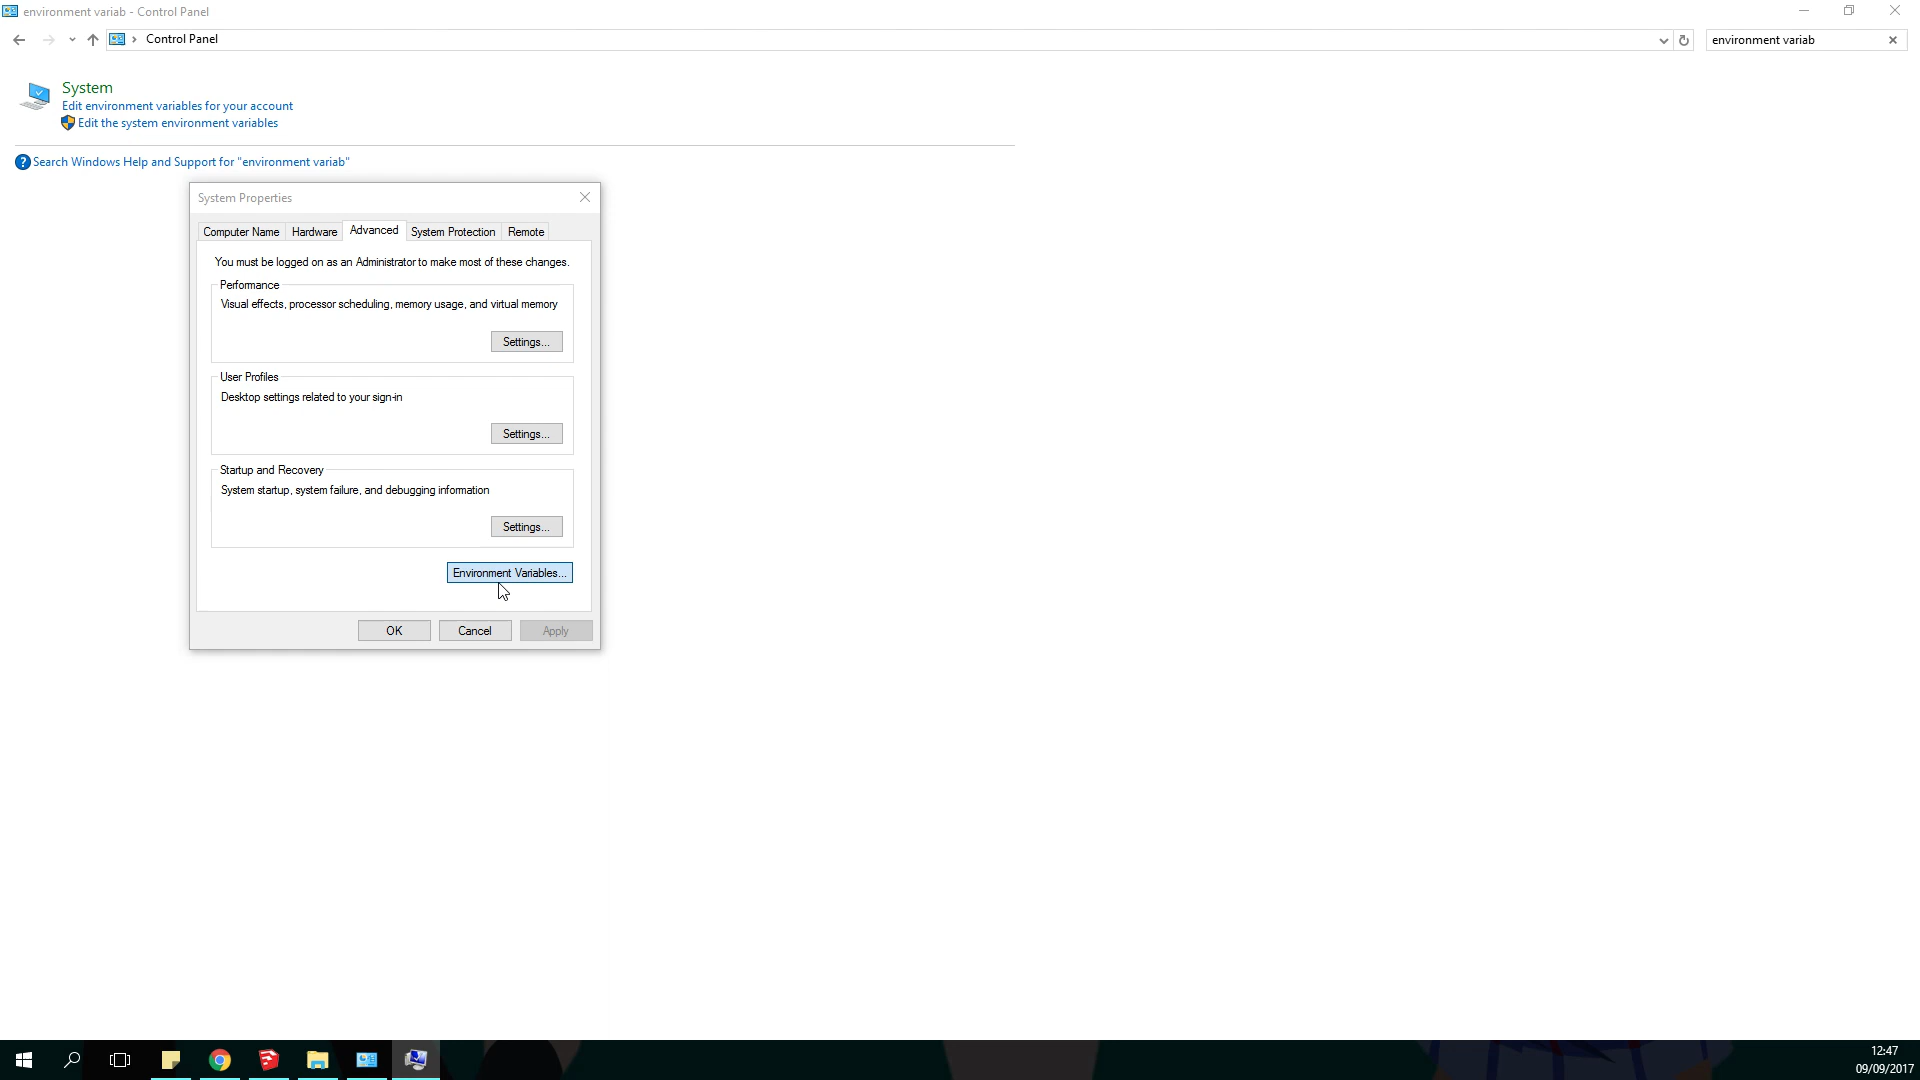 environment variab - Control Panel
Control Panel
environment variab
System
Edit environment variables for your account
Edit the system environment variables
Search Windows Help and Support for "environment variab"
System Properties
Computer Name Hardware Advanced System Protection Remote
You must be logged on as an Administrator to make most of these changes.
Performance
Visual effects, processor scheduling, memory usage, and virtual memory
Settings...
User Profiles
Desktop settings related to your sign-in
Settings...
Startup and Recovery
System startup, system failure, and debugging information
Settings...
Environment Variables...
OK Cancel Apply
12:47
09/09/2017